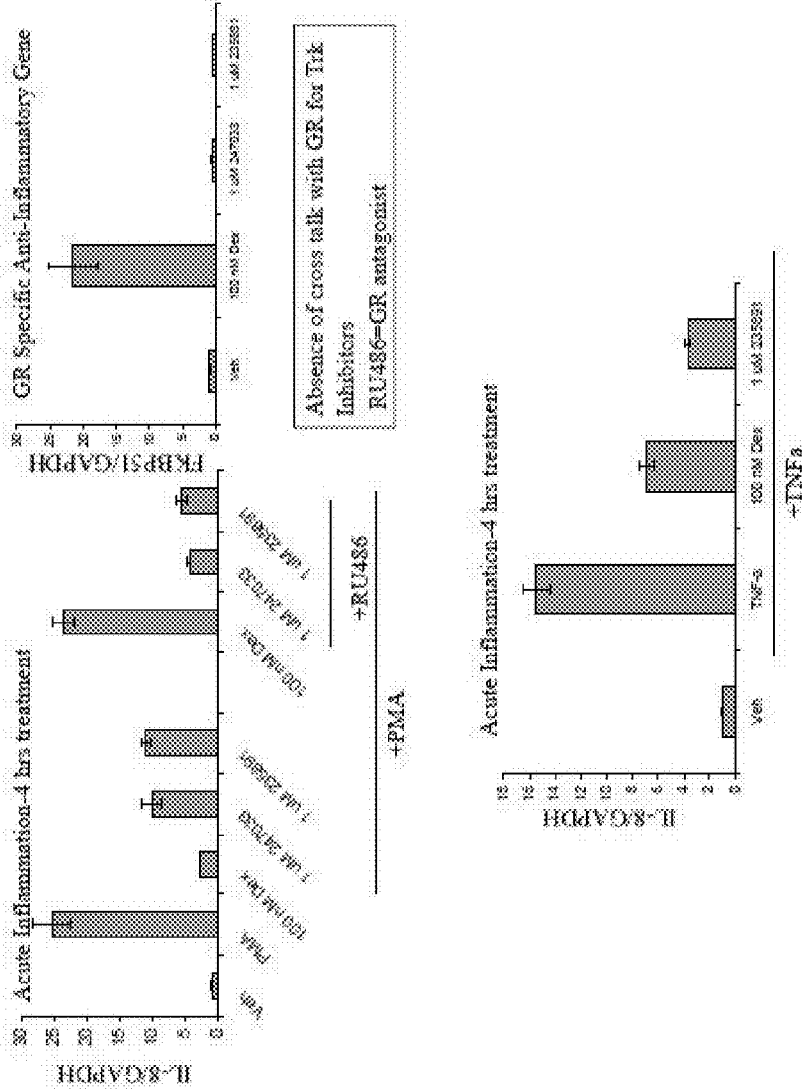 Acute Inflammation-4 hrs treatment
IL-8/GAPDH
30
25
20
15
10
5
0
Veh
PMA
100 nM Dex
1 uM 247033
1 uM 235891
100 nM Dex
1 uM 247033
1 uM 235891
+RU486
+PMA
GR Specific Anti-Inflammatory Gene
FKBP51/GAPDH
30
25
20
15
10
5
0
Veh
100 nM Dex
1 uM 247033
1 uM 235891
Absence of cross talk with GR for Trk
Inhibitors
RU486=GR antagonist
Acute Inflammation-4 hrs treatment
IL-8/GAPDH
18
16
14
12
10
8
6
4
2
0
Veh
TNF-a
100 nM Dex
1 uM 235891
+TNFa